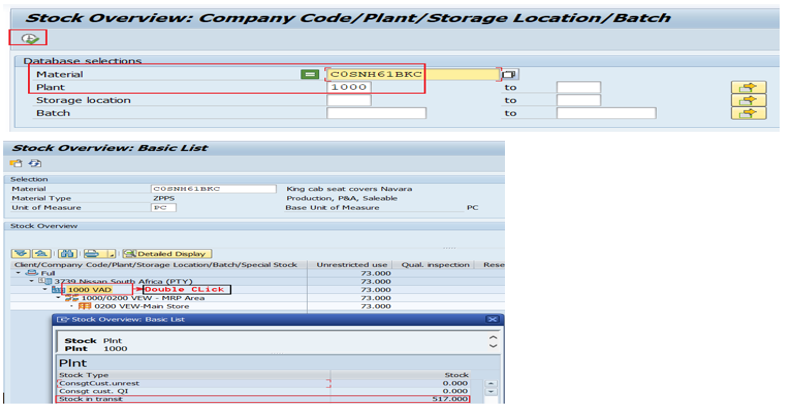 Stock Overview: Company Code/Plant/Storage Location/Batch
Database selections
Material C0SNH61BKC
Plant 1000 to
Storage location to
Batch to
Stock Overview: Basic List
Selection
Material C0SNH61BKC King cab seat covers Navara
Material Type ZPPS Production, P&A, Saleable
Unit of Measure PC Base Unit of Measure PC
Stock Overview
Detailed Display
Client/Company Code/Plant/Storage Location/Batch/Special Stock Unrestricted use Qual. inspection Rese
Full 73.000
3739 Nissan South Africa (PTY) 73.000
1000 VAD Double CLick 73.000
1000/0200 VEW - MRP Area 73.000
0200 VEW-Main Store 73.000
Stock Overview: Basic List
Stock Plnt
Plnt 1000
Plnt
Stock Type Stock
ConsgtCust.unrest 0.000
Consgt cust. QI 0.000
Stock in transit 517.000